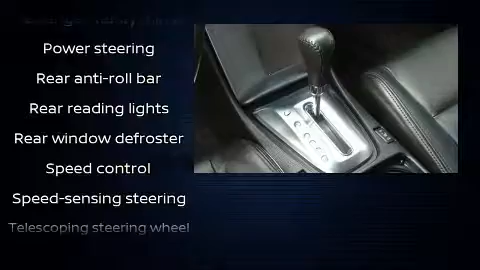 Power steering
Rear anti-roll bar
Rear reading lights
Rear window defroster
Speed control
Speed-sensing steering
Telescoping steering wheel